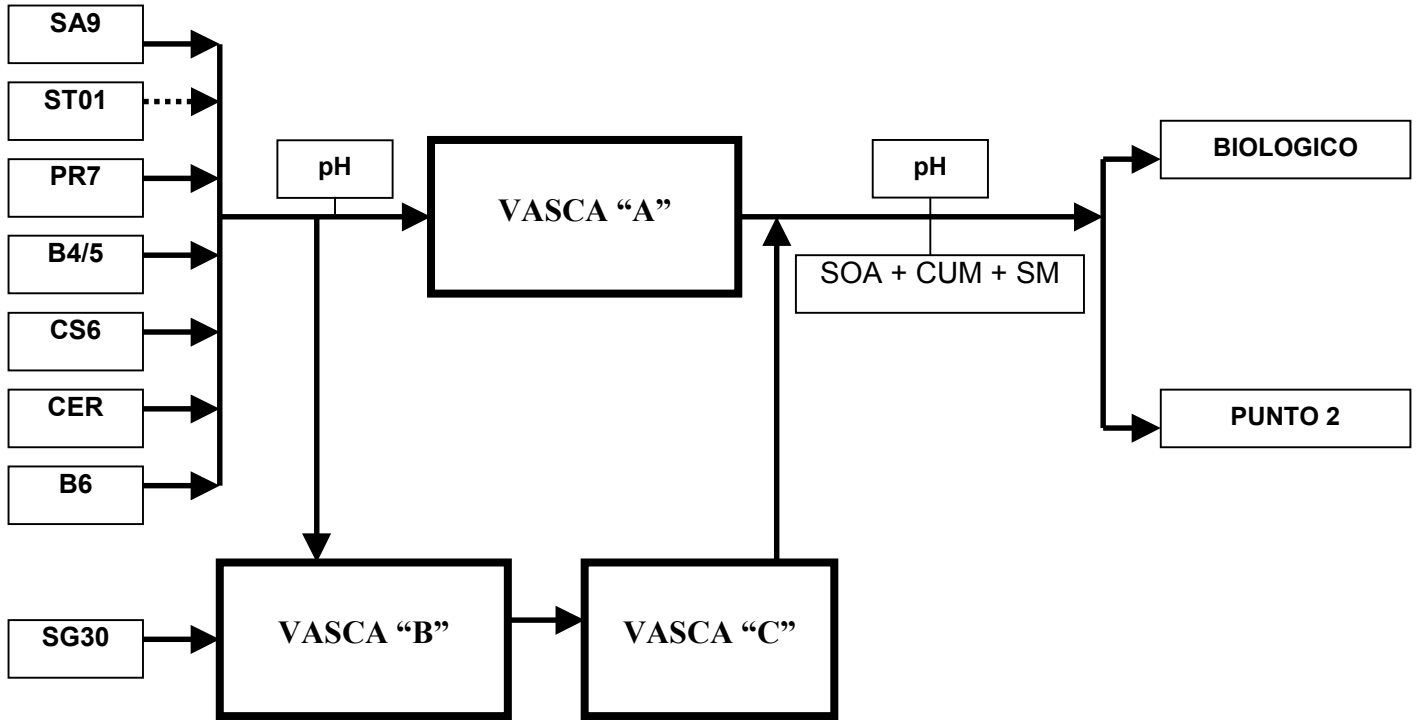 SA9
ST01
PR7
B4/5
CS6
CER
B6
SG30
pH
VASCA “A”
VASCA “B”
VASCA “C”
pH
SOA + CUM + SM
BIOLOGICO
PUNTO 2